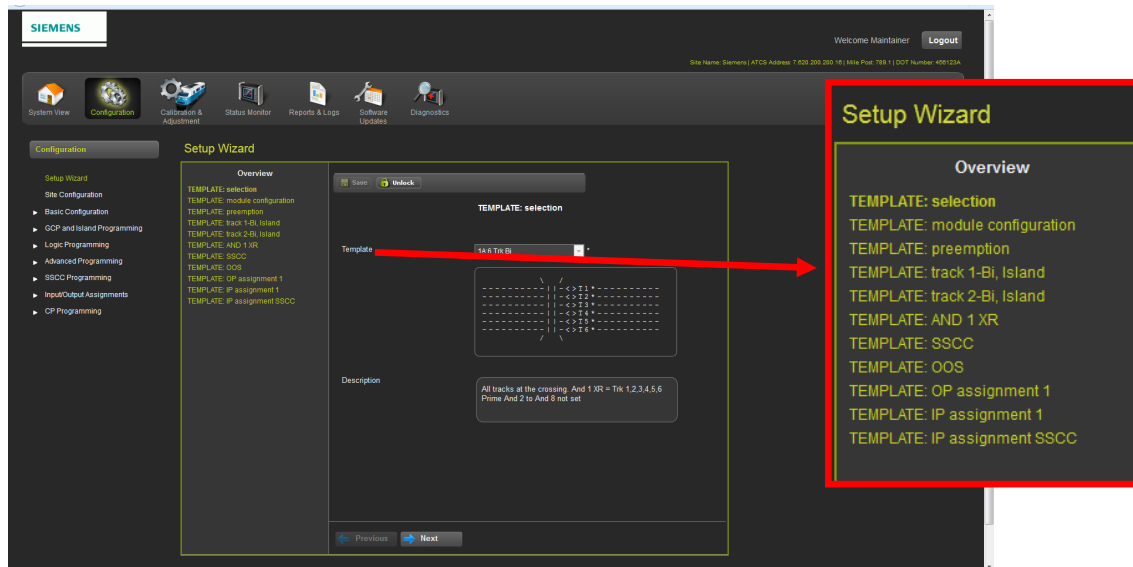 SIEMENS
Welcome Maintainer
Logout
Site Name: Siemens | ATCS Address: 7.620.200.200.16 | Mile Post: 789.1 | DOT Number: 466123A
System View
Configuration
Calibration &
Adjustment
Status Monitor
Reports & Logs
Software
Updates
Diagnostics
Configuration
Setup Wizard
Site Configuration
Basic Configuration
GCP and Island Programming
Logic Programming
Advanced Programming
SSCC Programming
Input/Output Assignments
CP Programming
Setup Wizard
Overview
TEMPLATE: selection
TEMPLATE: module configuration
TEMPLATE: preemption
TEMPLATE: track 1-Bi, Island
TEMPLATE: track 2-Bi, Island
TEMPLATE: AND 1 XR
TEMPLATE: SSCC
TEMPLATE: OOS
TEMPLATE: OP assignment 1
TEMPLATE: IP assignment 1
TEMPLATE: IP assignment SSCC
Save
Unlock
TEMPLATE: selection
Template
1A:6 Trk Bi
*
\ /
- - - - - - - - - - - | | - < > T 1 * - - - - - - - - - -
- - - - - - - - - - - | | - < > T 2 * - - - - - - - - - -
- - - - - - - - - - - | | - < > T 3 * - - - - - - - - - -
- - - - - - - - - - - | | - < > T 4 * - - - - - - - - - -
- - - - - - - - - - - | | - < > T 5 * - - - - - - - - - -
- - - - - - - - - - - | | - < > T 6 * - - - - - - - - - -
/ \
Description
All tracks at the crossing. And 1 XR = Trk 1,2,3,4,5,6
Prime And 2 to And 8 not set
Previous
Next
Setup Wizard
Overview
TEMPLATE: selection
TEMPLATE: module configuration
TEMPLATE: preemption
TEMPLATE: track 1-Bi, Island
TEMPLATE: track 2-Bi, Island
TEMPLATE: AND 1 XR
TEMPLATE: SSCC
TEMPLATE: OOS
TEMPLATE: OP assignment 1
TEMPLATE: IP assignment 1
TEMPLATE: IP assignment SSCC